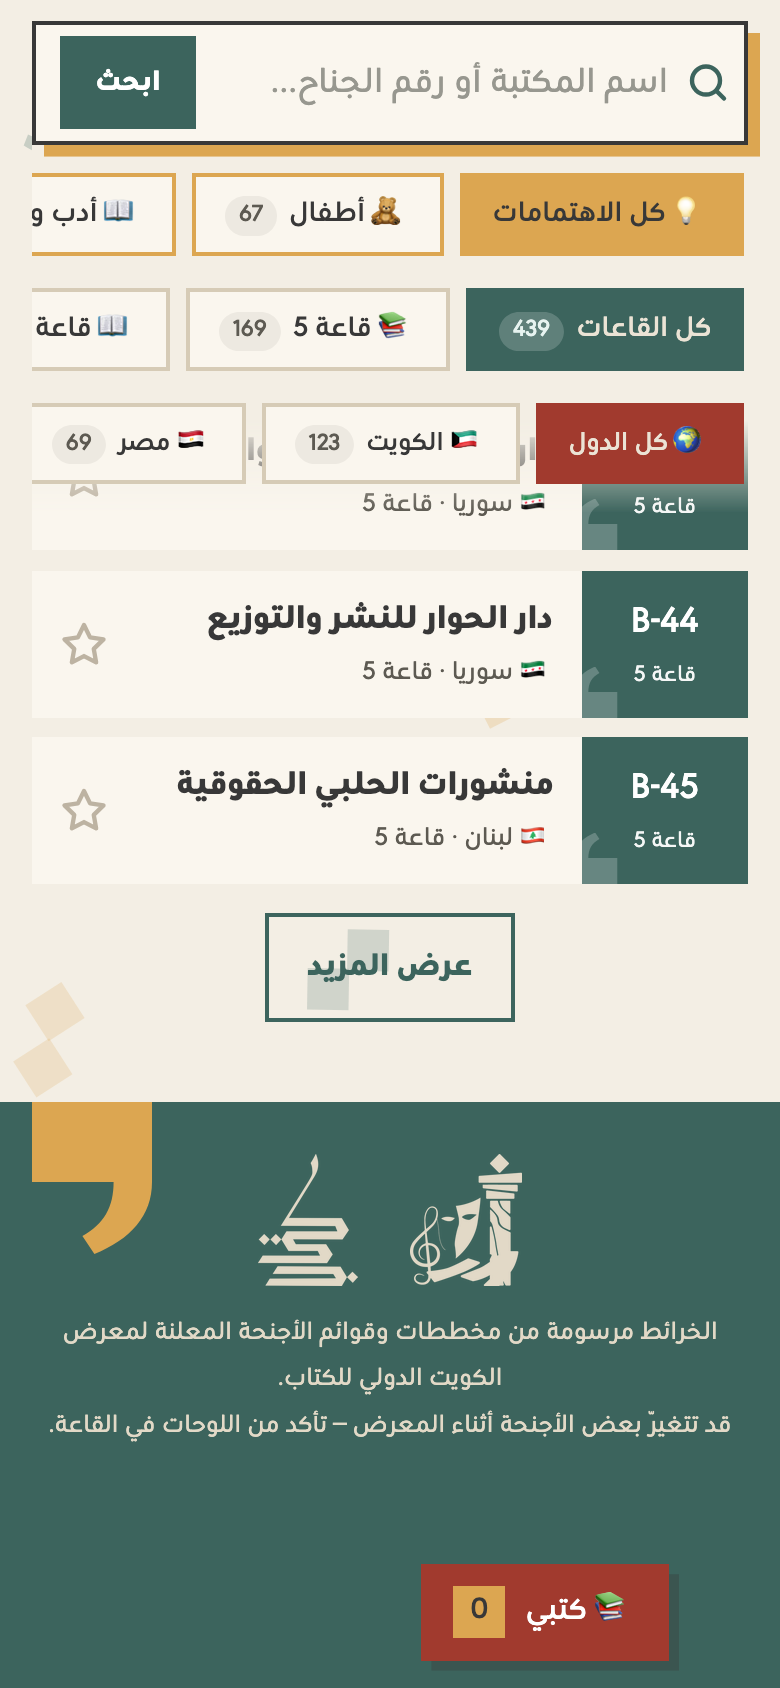 اسم المكتبة أو رقم الجناح...
ابحث
💡 كل الاهتمامات
🧸 أطفال 67
📖 أدب و
كل القاعات 439
📚 قاعة 5 169
📖 قاعة
🌍 كل الدول
🇰🇼 الكويت 123
🇪🇬 مصر 69
قاعة 5
سوريا · قاعة 5
B-44
قاعة 5
دار الحوار للنشر والتوزيع
سوريا · قاعة 5
B-45
قاعة 5
منشورات الحلبي الحقوقية
🇱🇧 لبنان · قاعة 5
عرض المزيد
الخرائط مرسومة من مخططات وقوائم الأجنحة المعلنة لمعرض
الكويت الدولي للكتاب.
قد تتغيّر بعض الأجنحة أثناء المعرض — تأكد من اللوحات في القاعة.
📚 كتبي 0